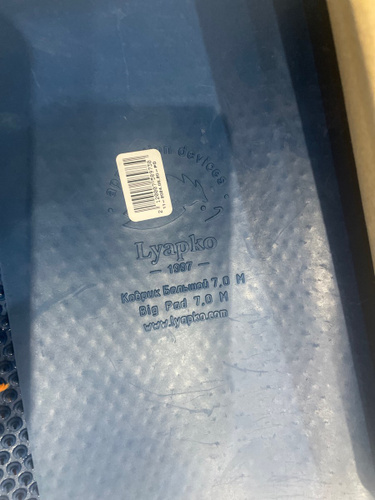 devices
Lyapko
— 1997 —
Коврик Большой 7,0 М
Big Pad 7,0 М
www.lyapko.com